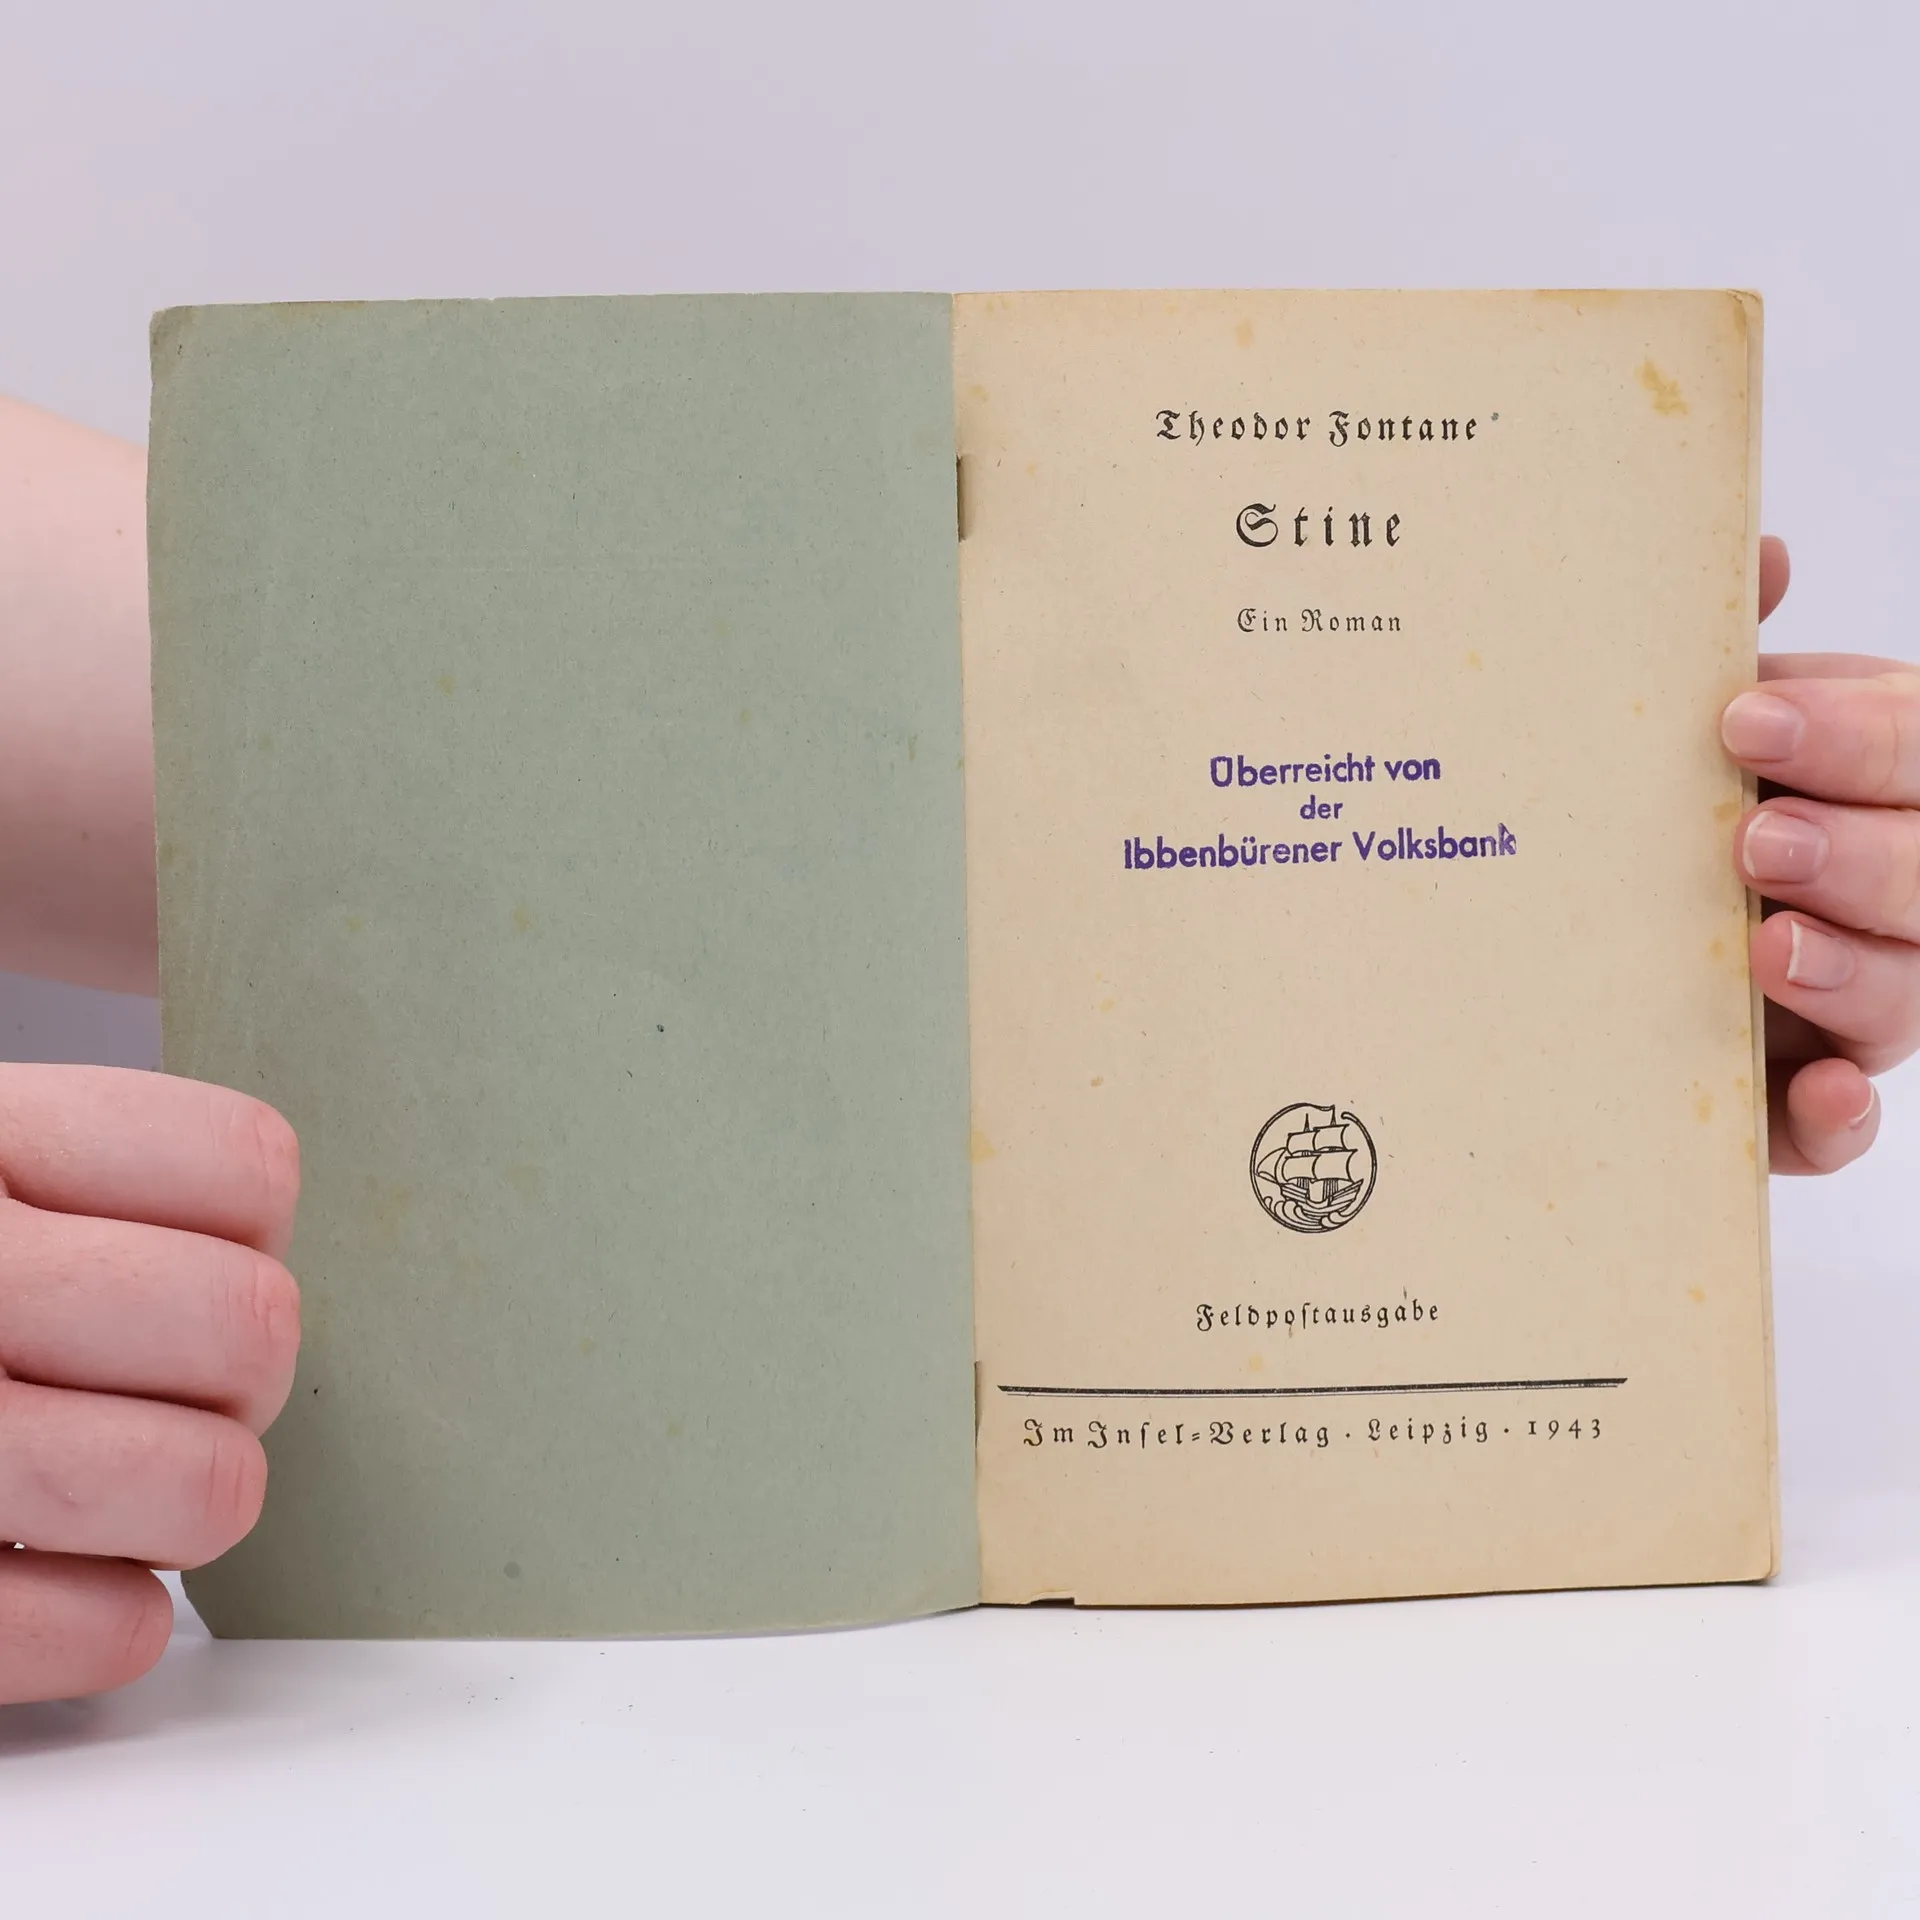 Theodor Fontane
Stine
Ein Roman
Überreicht von
der
Ibbenbürener Volksbank
Feldpoſtausgabe
Im Inſel-Verlag · Leipzig · 1943